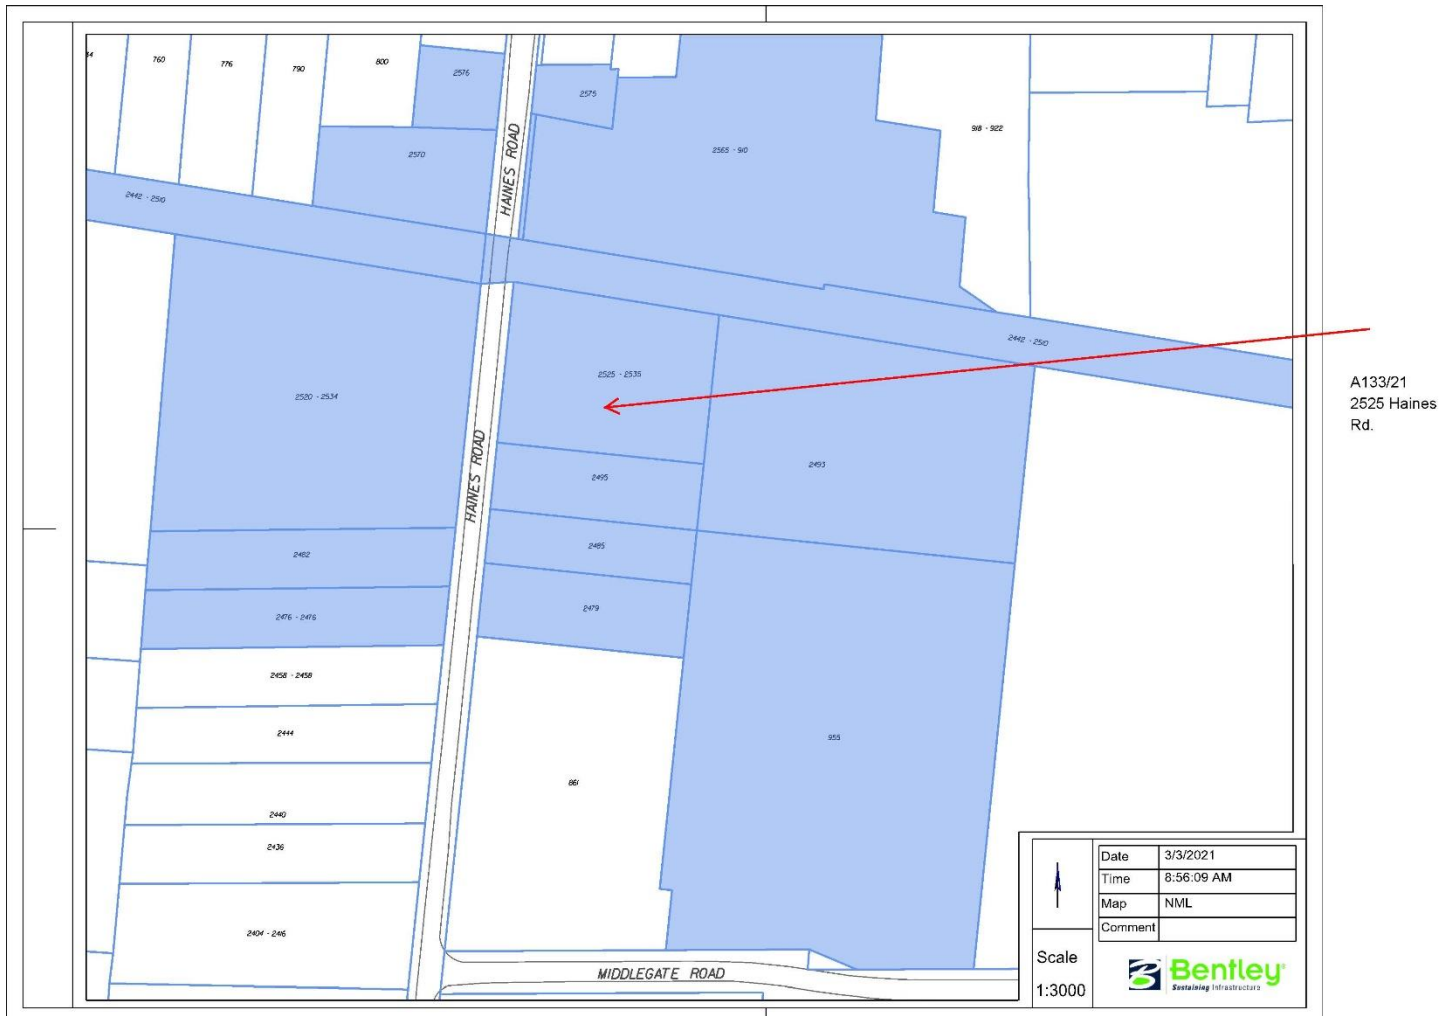 760
776
790
800
2576
2575
918 - 922
2565 - 910
2570
HAINES ROAD
2442 - 2510
2442 - 2510
A133/21
2525 Haines
Rd.
2525 - 2535
2520 - 2534
HAINES ROAD
2493
2495
2485
2482
2479
2476 - 2476
2458 - 2458
2444
955
861
2440
2436
2404 - 2416
MIDDLEGATE ROAD
Date 3/3/2021
Time 8:56:09 AM
Map NML
Comment
Scale
1:3000
Bentley
Sustaining Infrastructure